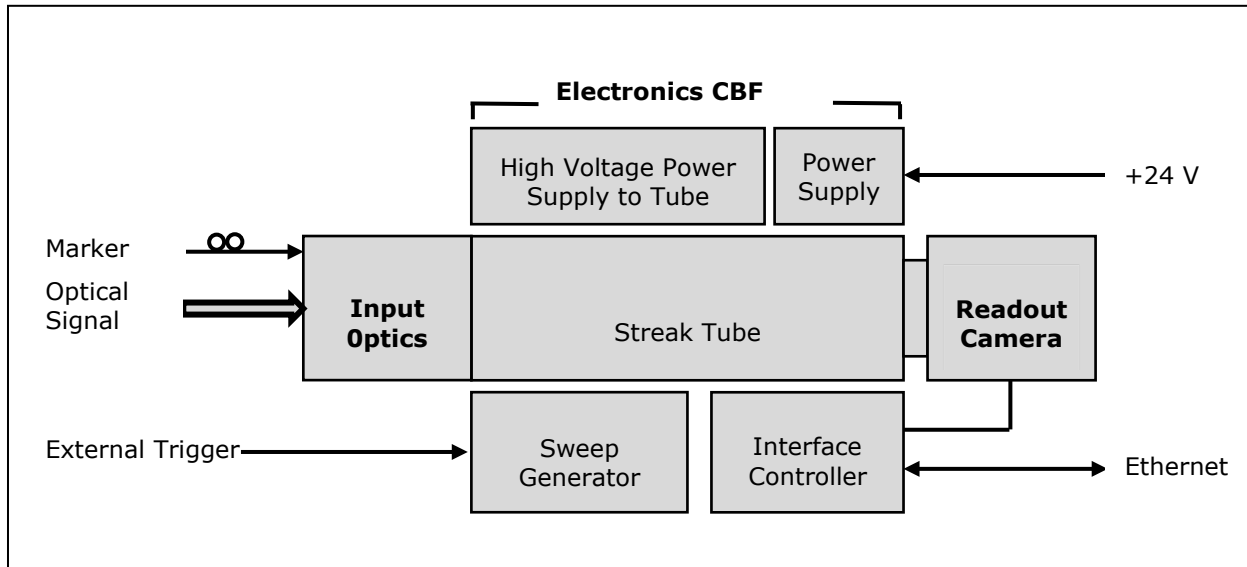 Electronics CBF
High Voltage Power
Supply to Tube
Power
Supply
+24 V
Marker
Optical
Signal
Input
0ptics
Streak Tube
Readout
Camera
External Trigger
Sweep
Generator
Interface
Controller
Ethernet